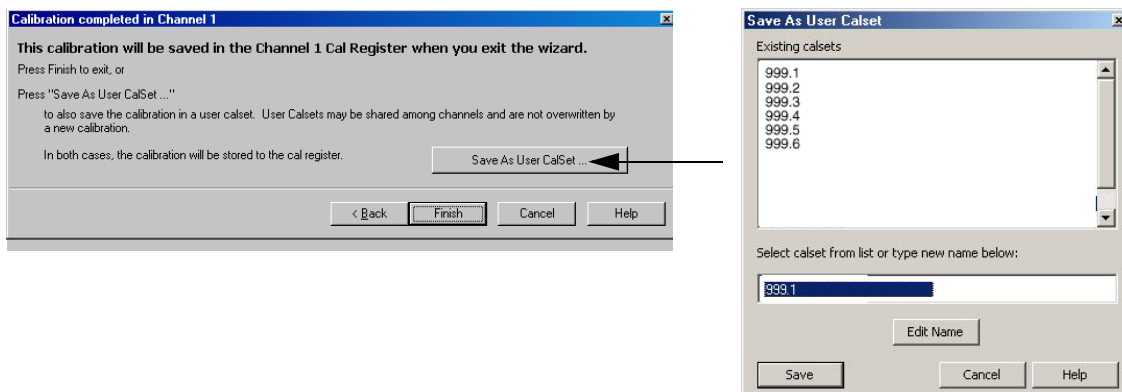 Calibration completed in Channel 1
This calibration will be saved in the Channel 1 Cal Register when you exit the wizard.
Press Finish to exit, or
Press "Save As User CalSet ..."
to also save the calibration in a user calset. User Calsets may be shared among channels and are not overwritten by
a new calibration.
In both cases, the calibration will be stored to the cal register.
Save As User CalSet ...
< Back
Finish
Cancel
Help
Save As User Calset
Existing calsets
999.1
999.2
999.3
999.4
999.5
999.6
Select calset from list or type new name below:
999.1
Edit Name
Save
Cancel
Help